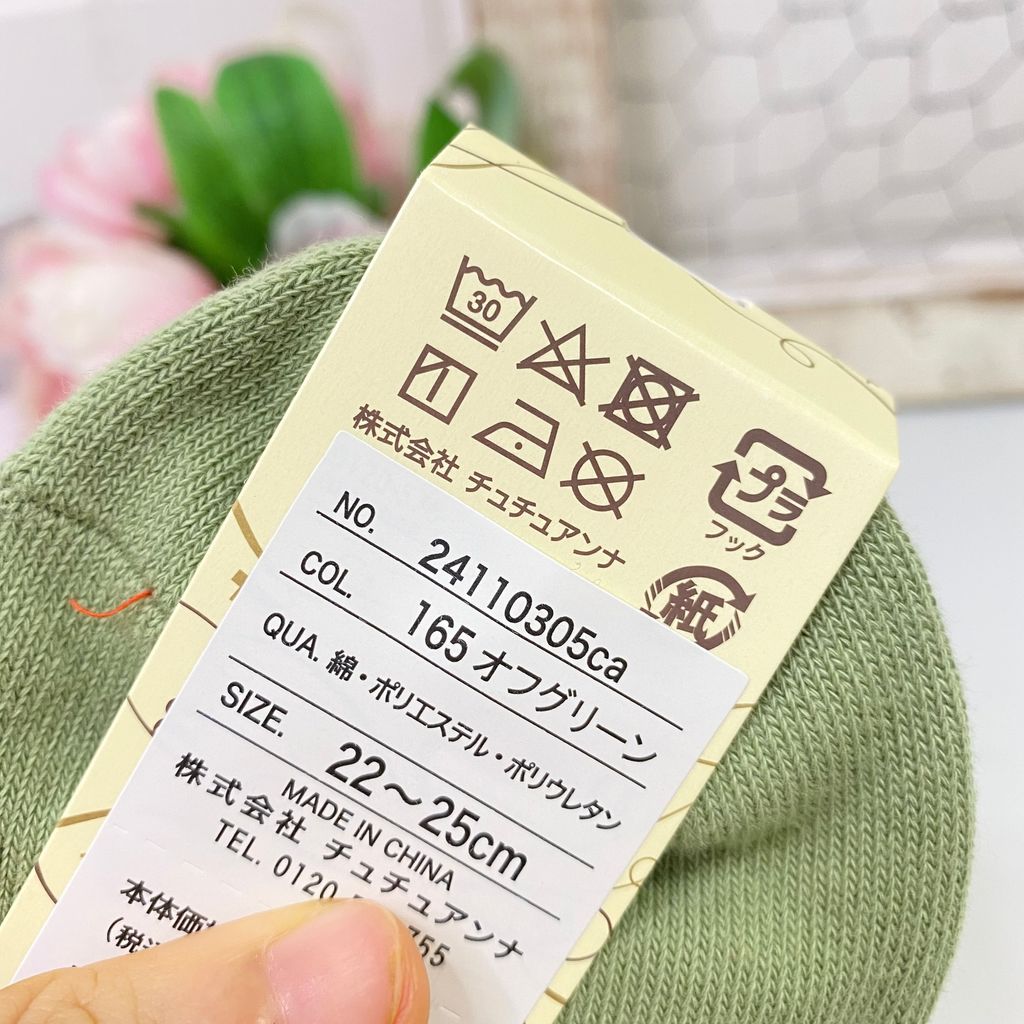 30
株式会社 チュチュアンナ
プラ
フック
紙
NO. 24110305ca
COL. 165 オフグリーン
QUA. 綿・ポリエステル・ポリウレタン
SIZE. 22～25cm
MADE IN CHINA
株式会社 チュチュアンナ
TEL. 0120
755
本体価
(税